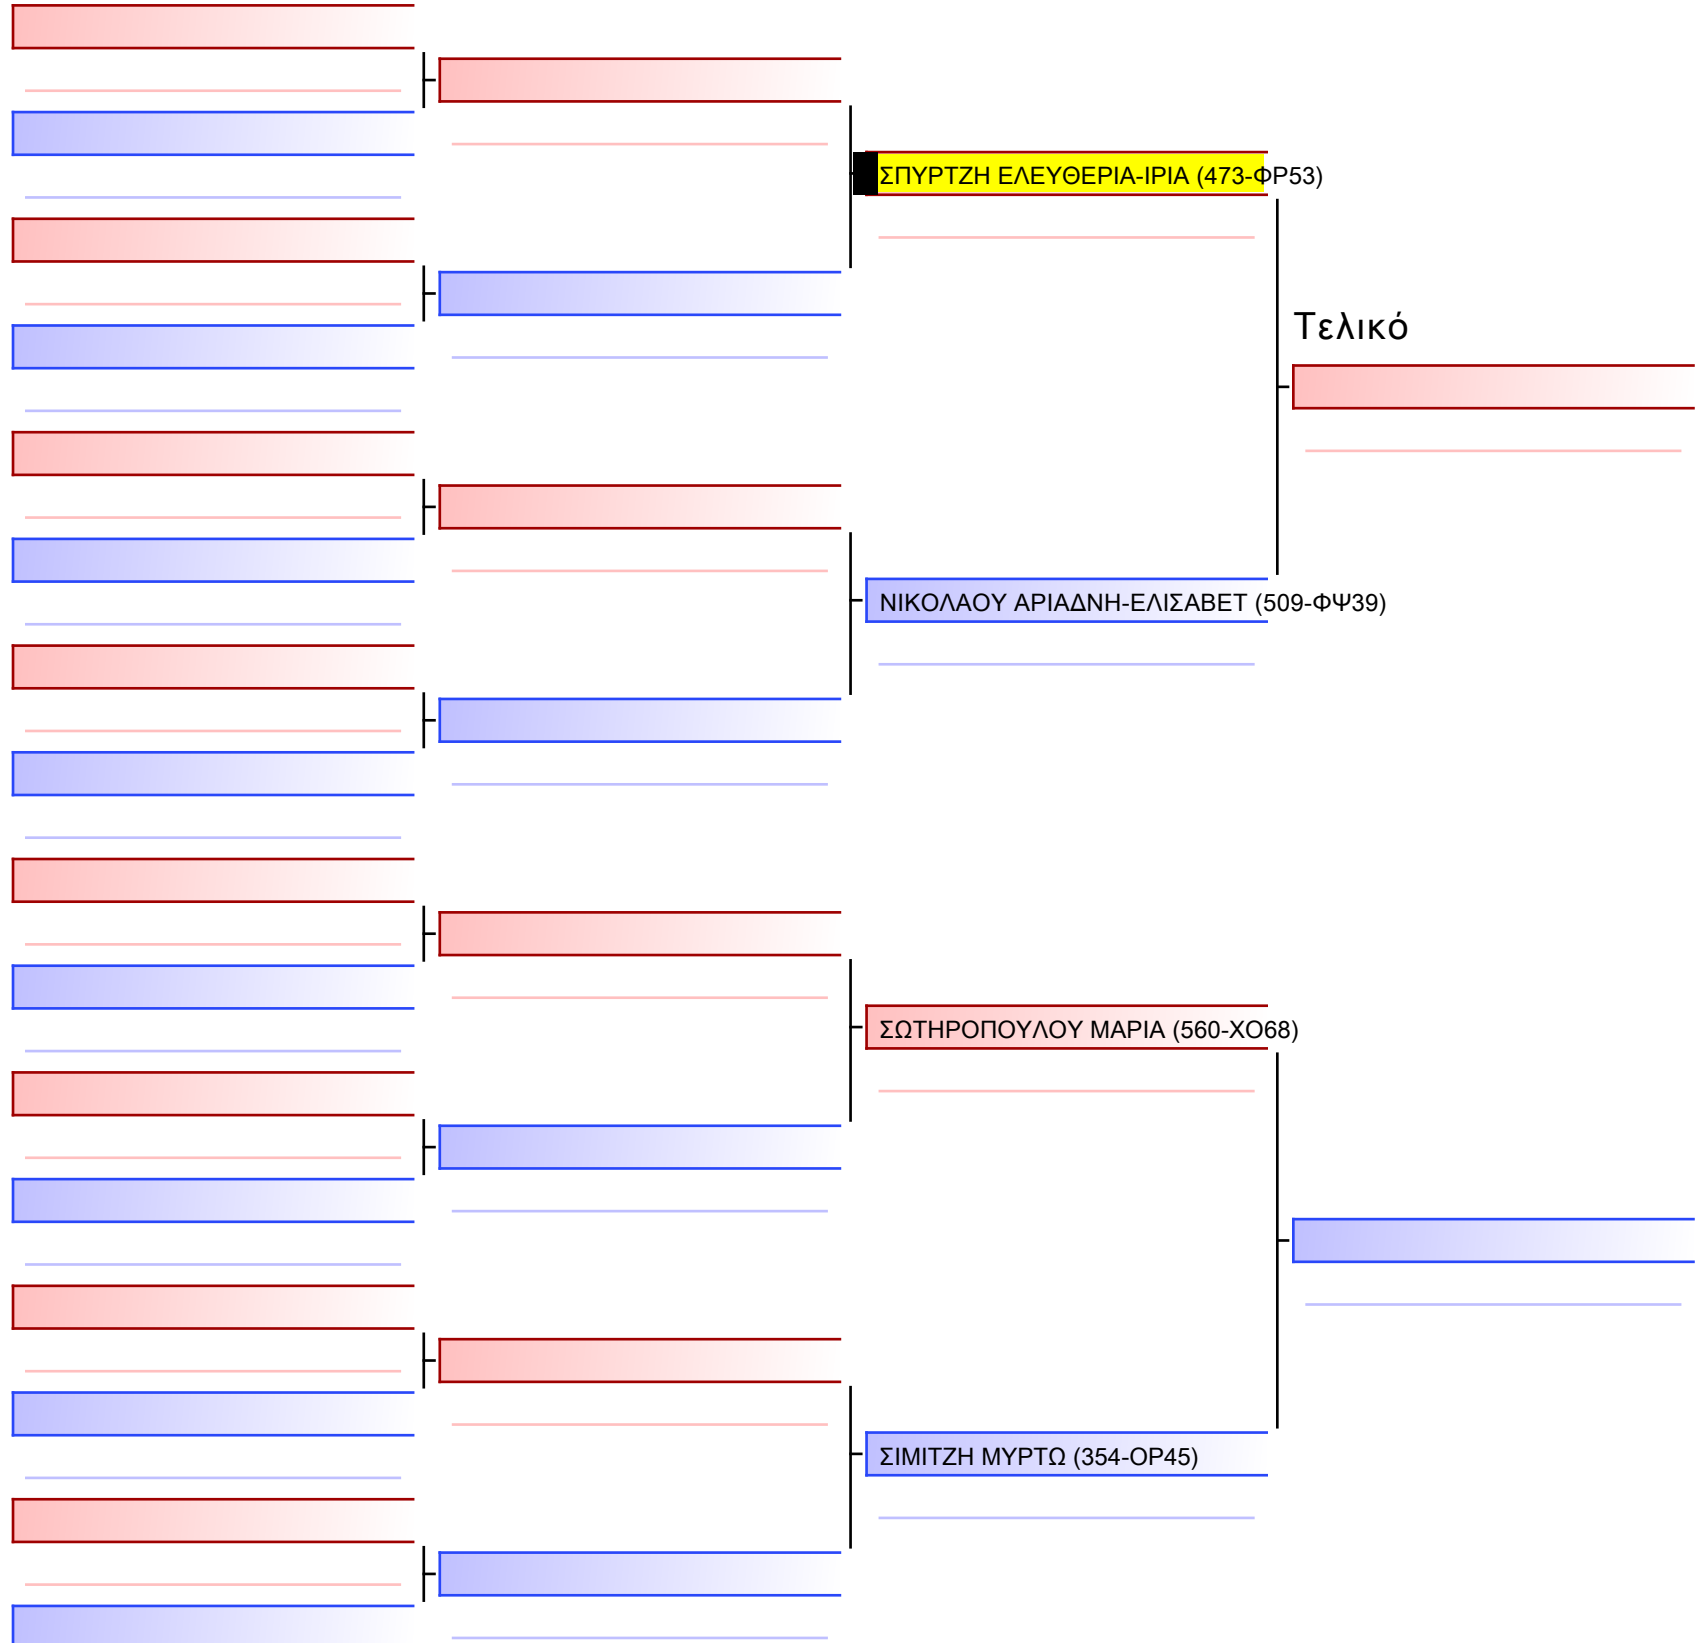 ΣΠΥΡΤΖΗ ΕΛΕΥΘΕΡΙΑ-ΙΡΙΑ (473-ΦΡ53)
Τελικό
ΝΙΚΟΛΑΟΥ ΑΡΙΑΔΝΗ-ΕΛΙΣΑΒΕΤ (509-ΦΨ39)
ΣΩΤΗΡΟΠΟΥΛΟΥ ΜΑΡΙΑ (560-ΧΟ68)
ΣΙΜΙΤΖΗ ΜΥΡΤΩ (354-ΟΡ45)